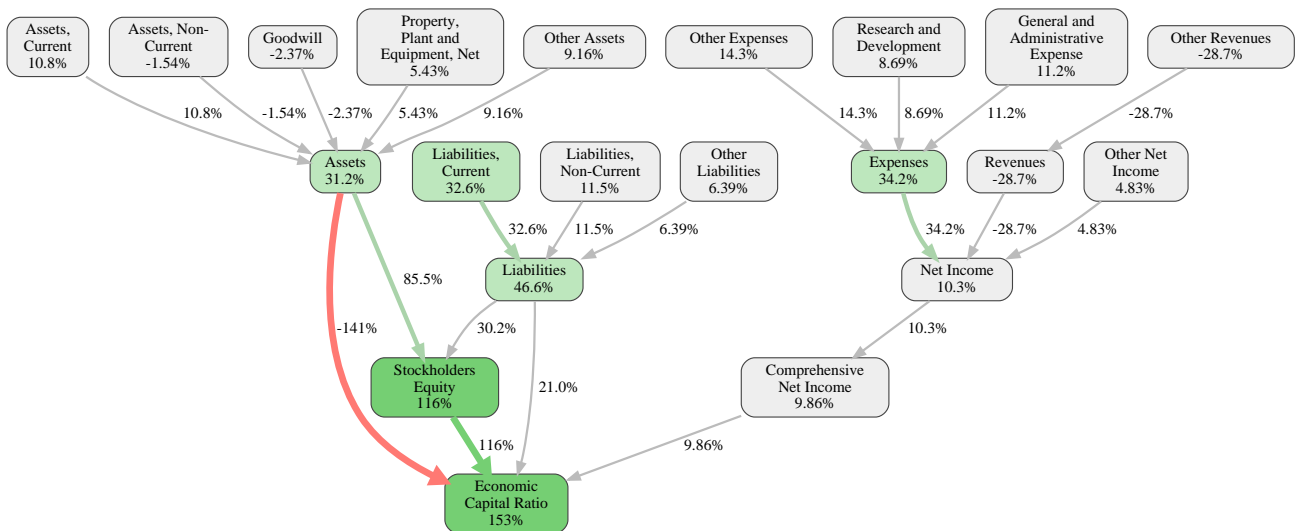 Assets,
Current
10.8%
Assets, Non-
Current
-1.54%
Goodwill
-2.37%
Property,
Plant and
Equipment, Net
5.43%
Other Assets
9.16%
Other Expenses
14.3%
Research and
Development
8.69%
General and
Administrative
Expense
11.2%
Other Revenues
-28.7%
10.8%
-1.54%
-2.37%
5.43%
9.16%
14.3%
8.69%
11.2%
-28.7%
Assets
31.2%
Liabilities,
Current
32.6%
Liabilities,
Non-Current
11.5%
Other
Liabilities
6.39%
Expenses
34.2%
Revenues
-28.7%
Other Net
Income
4.83%
32.6%
11.5%
6.39%
34.2%
-28.7%
4.83%
85.5%
Liabilities
46.6%
Net Income
10.3%
-141%
30.2%
10.3%
Stockholders
Equity
116%
21.0%
Comprehensive
Net Income
9.86%
116%
9.86%
Economic
Capital Ratio
153%